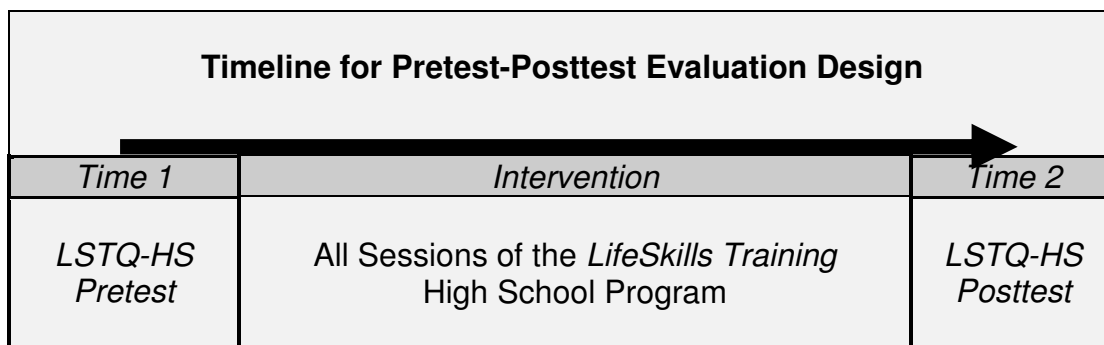 Timeline for Pretest-Posttest Evaluation Design
Time 1
Intervention
Time 2
LSTQ-HS
Pretest
All Sessions of the LifeSkills Training
High School Program
LSTQ-HS
Posttest